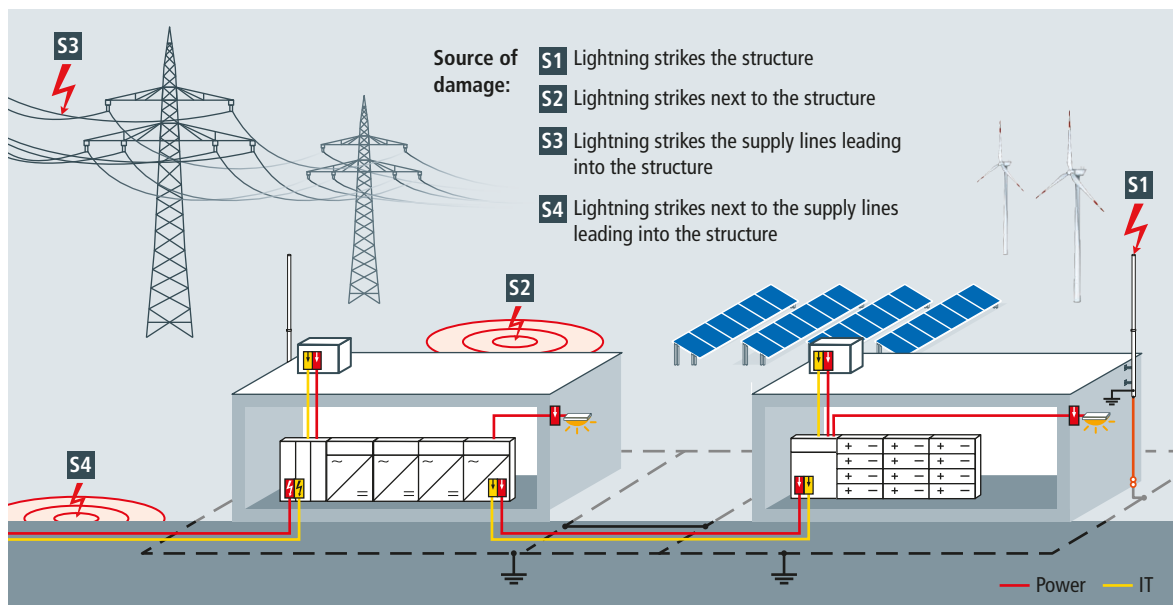 S3
Source of
damage:
S1 Lightning strikes the structure
S2 Lightning strikes next to the structure
S3 Lightning strikes the supply lines leading
into the structure
S4 Lightning strikes next to the supply lines
leading into the structure
S1
S2
S4
+ − + − + −
+ − + − + −
+ − + − + −
+ − + − + −
Power
IT